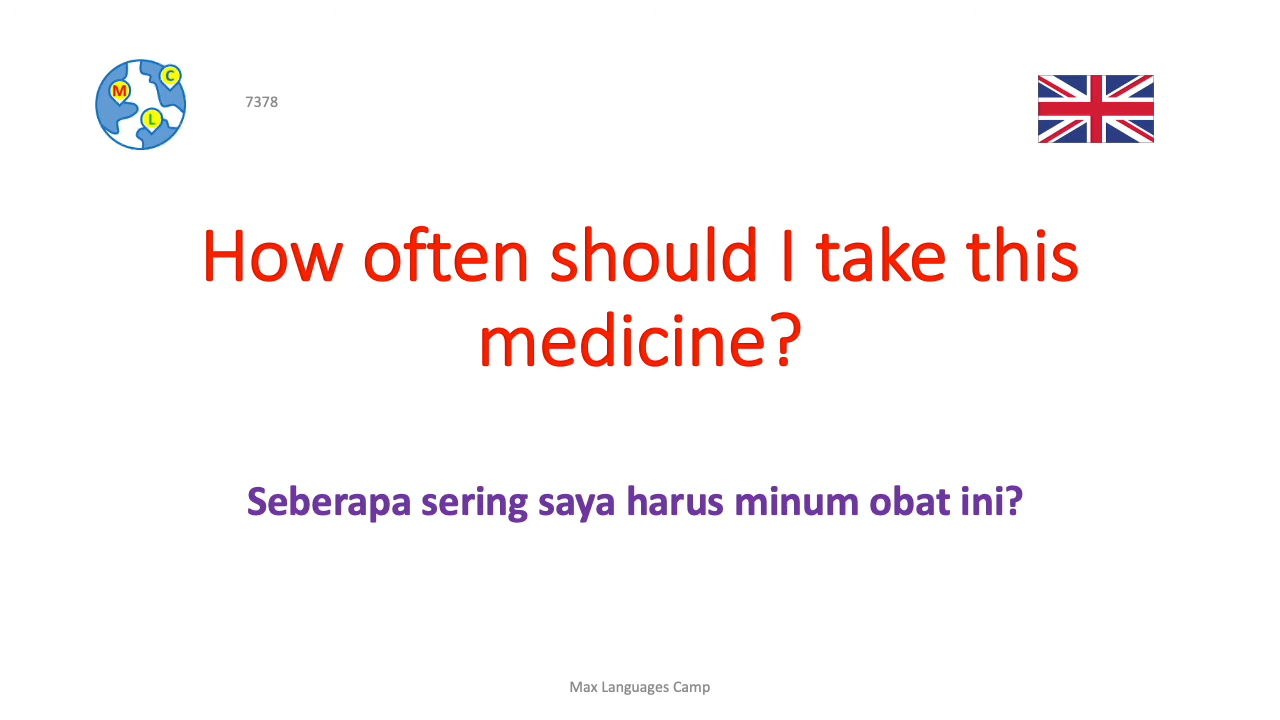 M
C
L
7378
How often should I take this
medicine?
Seberapa sering saya harus minum obat ini?
Max Languages Camp